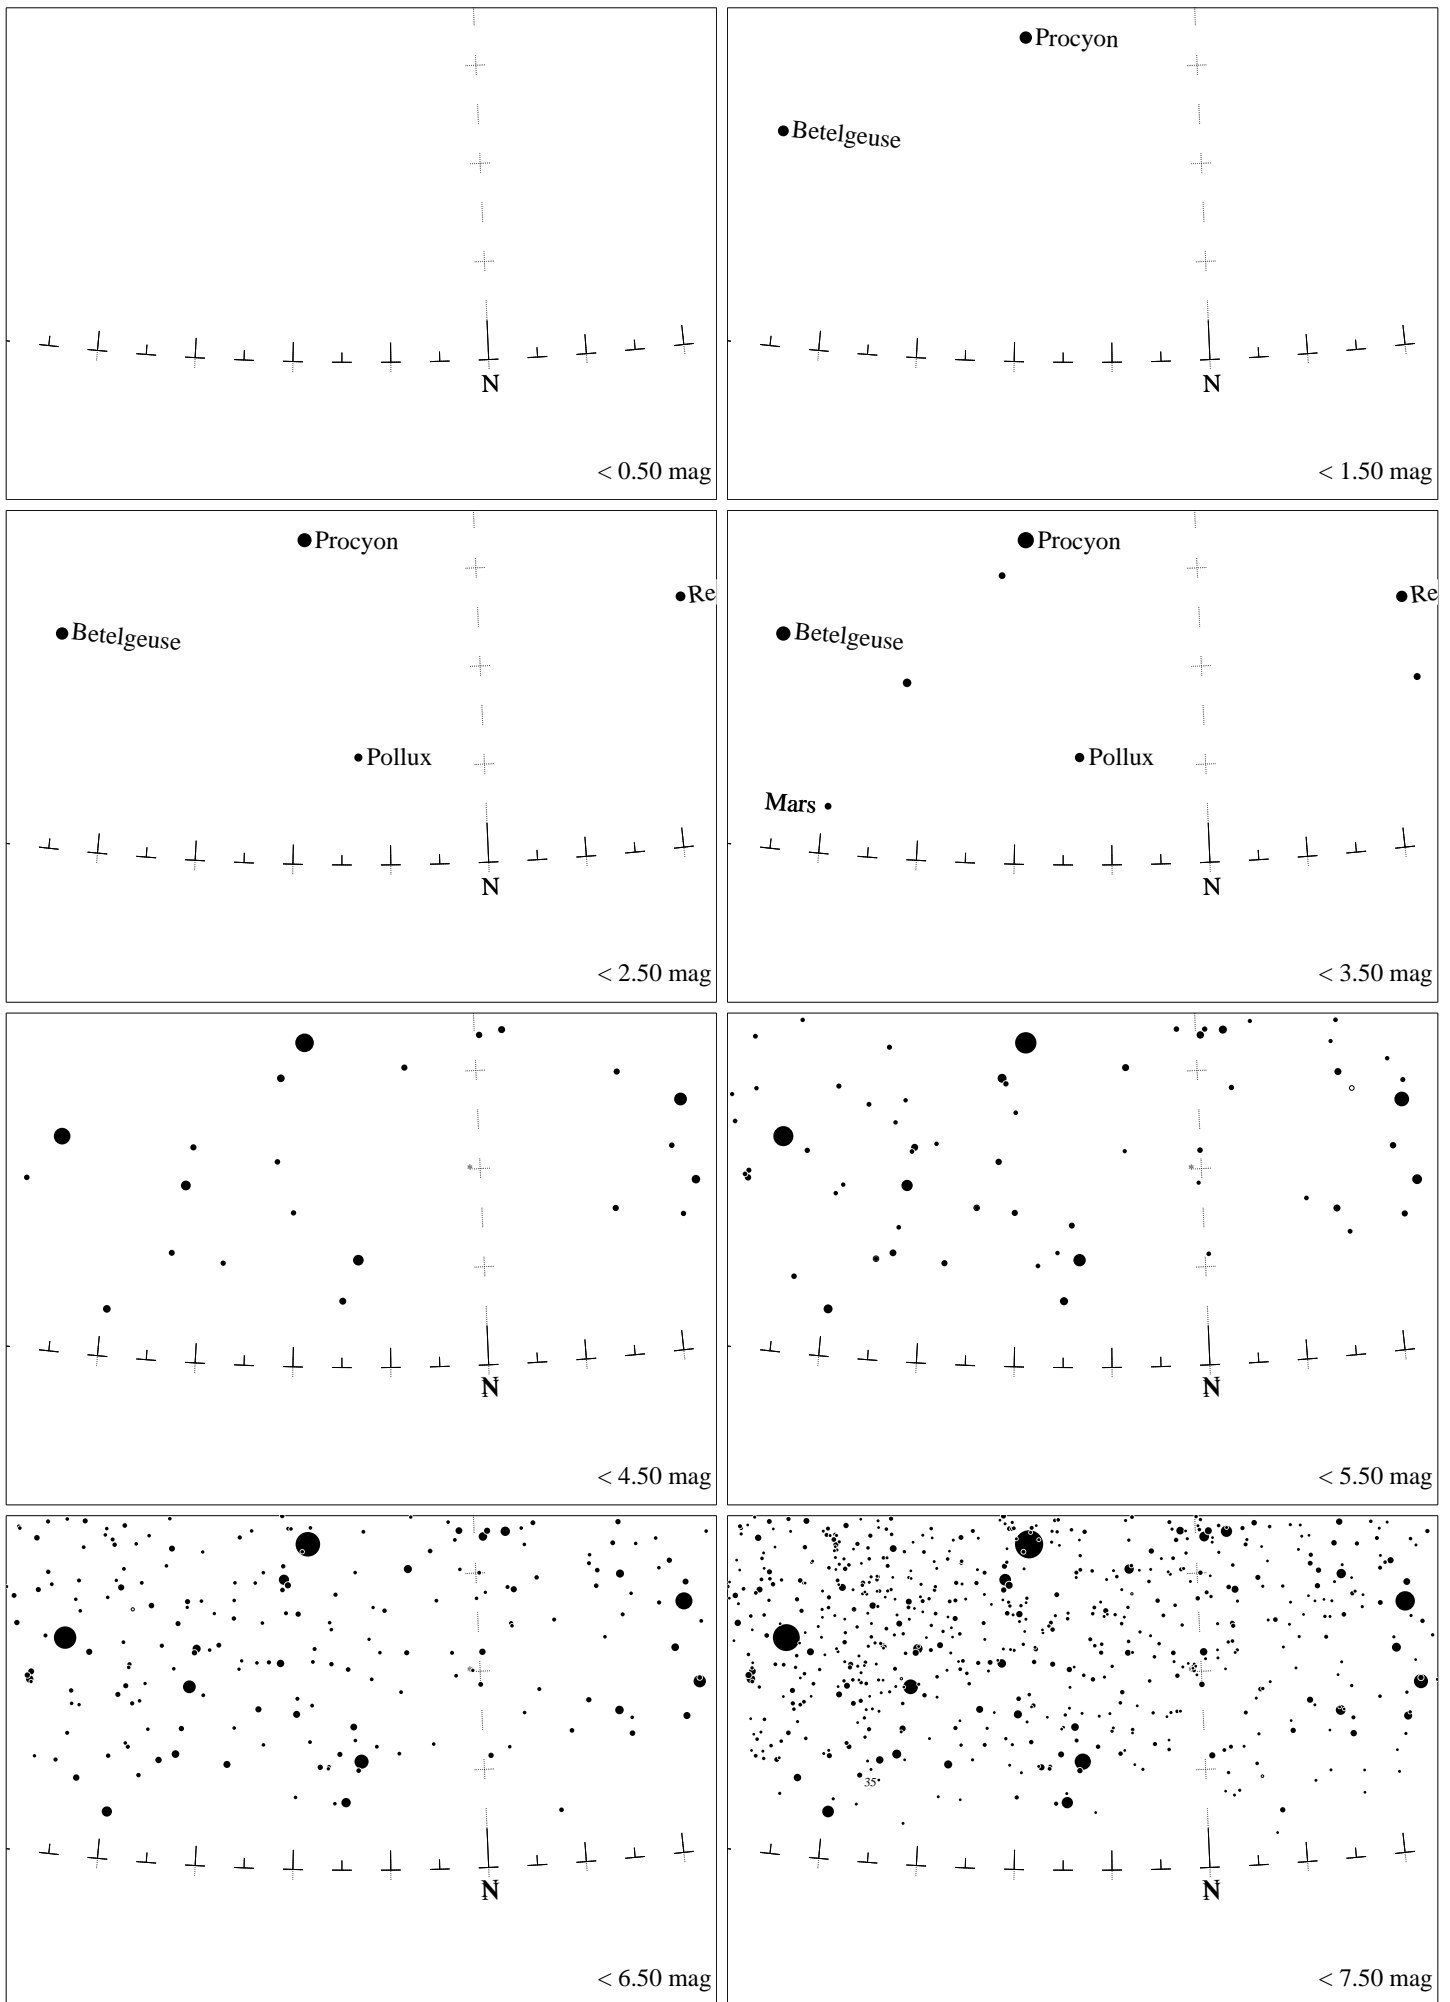 N
< 0.50 mag
Procyon
Betelgeuse
N
< 1.50 mag
Procyon
Re
Betelgeuse
Pollux
N
< 2.50 mag
Procyon
Re
Betelgeuse
Pollux
Mars
N
< 3.50 mag
N
< 4.50 mag
N
< 5.50 mag
N
< 6.50 mag
35
N
< 7.50 mag